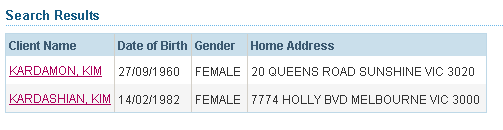 Search Results
Client Name Date of Birth Gender Home Address
KARDAMON, KIM 27/09/1960 FEMALE 20 QUEENS ROAD SUNSHINE VIC 3020
KARDASHIAN, KIM 14/02/1982 FEMALE 7774 HOLLY BVD MELBOURNE VIC 3000